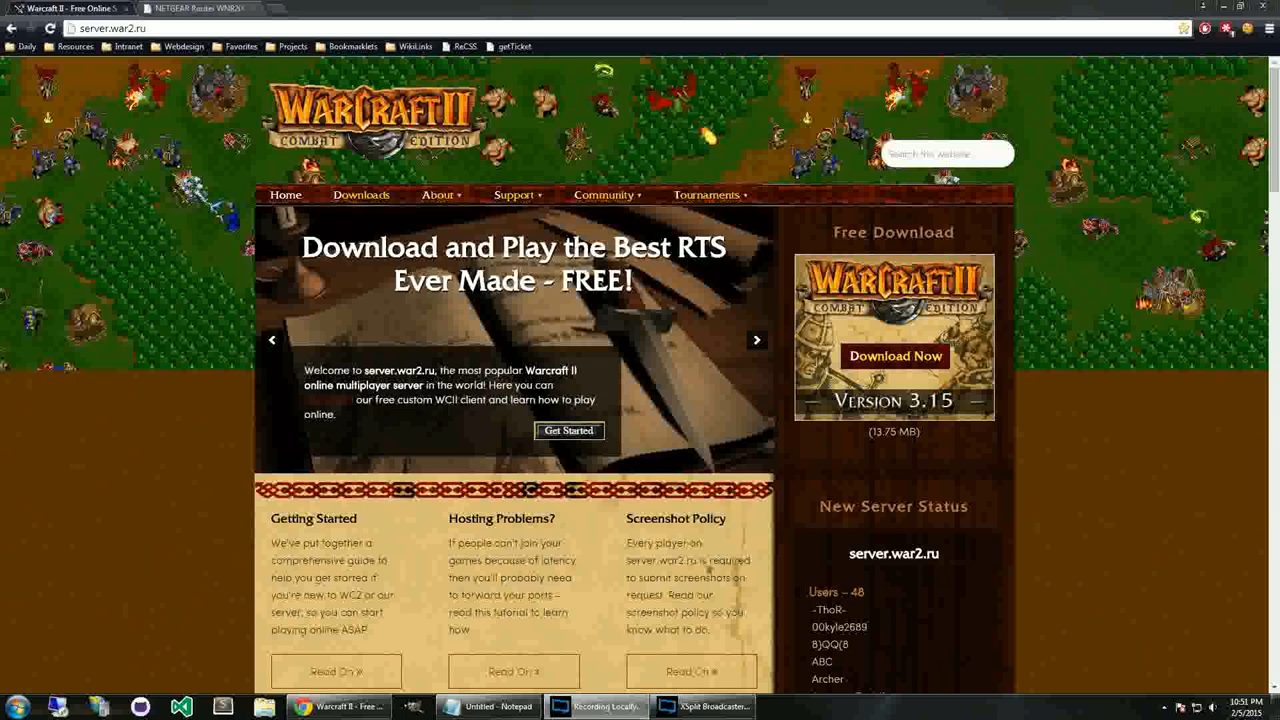 Warcraft II - Free Online S
NETGEAR Router WNR2
server.war2.ru
Daily
Resources
Intranet
Webdesign
Favorites
Projects
Bookmarklets
WikiLinks
ReCSS
getTicket
WARCRAFT II
COMBAT EDITION
Search this website...
Home
Downloads
About
Support
Community
Tournaments
Download and Play the Best RTS
Ever Made - FREE!
Welcome to server.war2.ru, the most popular Warcraft II
online multiplayer server in the world! Here you can
our free custom WCII client and learn how to play
online.
Get Started
Free Download
WARCRAFT II
COMBAT EDITION
Download Now
VERSION 3.15
(13.75 MB)
Getting Started
We've put together a
comprehensive guide to
help you get started if
you're new to WC2 or our
server, so you can start
playing online ASAP.
Read On »
Hosting Problems?
If people can't join your
games because of latency
then you'll probably need
to forward your ports –
read this tutorial to learn
how.
Read On »
Screenshot Policy
Every player on
server.war2.ru is required
to submit screenshots on
request. Read our
screenshot policy so you
know what to do.
Read On »
New Server Status
server.war2.ru
Users – 48
-ThoR-
00kyle2689
8}QQ{8
ABC
Archer
Warcraft II - Free ...
Untitled - Notepad
Recording Locally...
XSplit Broadcaster...
10:51 PM
2/5/2015